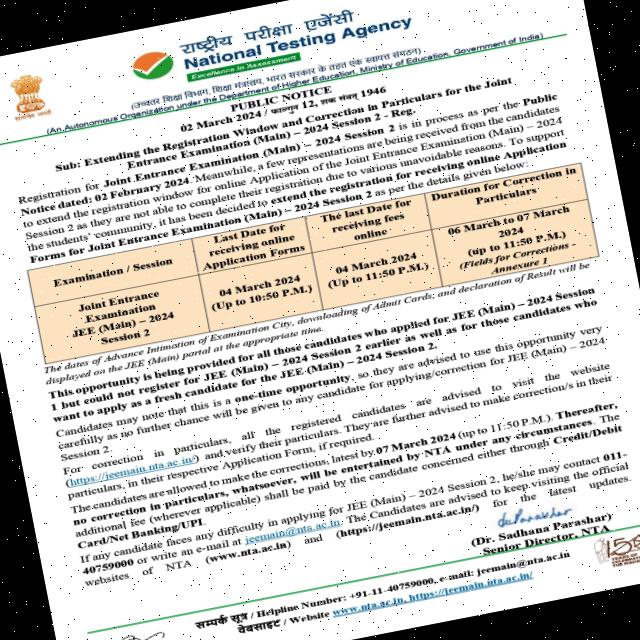 राष्ट्रीय परीक्षा एजेंसी
National Testing Agency
Excellence in Assessment
(उच्चतर शिक्षा विभाग, शिक्षा मंत्रालय, भारत सरकार के तहत एक स्वायत्त संगठन)
(An Autonomous Organization under the Department of Higher Education, Ministry of Education, Government of India)
PUBLIC NOTICE
02 March 2024 / फाल्गुन 12, शक संवत् 1946
Sub: Extending the Registration Window and Correction in Particulars for the Joint
Entrance Examination (Main) – 2024 Session 2 - Reg.
Registration for Joint Entrance Examination (Main) – 2024 Session 2 is in process as per the Public
Notice dated: 02 February 2024. Meanwhile, a few representations are being received from the candidates
to extend the registration window for online Application of the Joint Entrance Examination (Main) – 2024
Session 2 as they are not able to complete their registration due to various unavoidable reasons. To support
the students' community, it has been decided to extend the registration for receiving online Application
Forms for Joint Entrance Examination (Main) – 2024 Session 2 as per the details given below:
Examination / Session
Last Date for
receiving online
Application Forms
The last Date for
receiving fees
online
Duration for Correction in
Particulars
Joint Entrance
Examination
JEE (Main) – 2024
Session 2
04 March 2024
(Up to 10:50 P.M.)
04 March 2024
(Up to 11:50 P.M.)
06 March to 07 March
2024
(up to 11:50 P.M.)
(Fields for Corrections -
Annexure 1
The dates of Advance Intimation of Examination City, downloading of Admit Cards; and declaration of Result will be
displayed on the JEE (Main) portal at the appropriate time.
This opportunity is being provided for all those candidates who applied for JEE (Main) – 2024 Session
1 but could not register for JEE (Main) – 2024 Session 2 earlier as well as for those candidates who
want to apply as a fresh candidate for the JEE (Main) – 2024 Session 2.
Candidates may note that this is a one-time opportunity, so they are advised to use this opportunity very
carefully as no further chance will be given to any candidate for applying/correction for JEE (Main) – 2024
Session 2.
For correction in particulars, all the registered candidates are advised to visit the website
(https://jeemain.nta.ac.in/) and verify their particulars. They are further advised to make correction/s in their
particulars, in their respective Application Form, if required.
The candidates are allowed to make the corrections, latest by 07 March 2024 (up to 11:50 P.M.). Thereafter,
no correction in particulars, whatsoever, will be entertained by NTA under any circumstances. The
additional fee (wherever applicable) shall be paid by the candidate concerned either through Credit/Debit
Card/Net Banking/UPI.
If any candidate faces any difficulty in applying for JEE (Main) – 2024 Session 2, he/she may contact 011-
40759000 or write an e-mail at jeemain@nta.ac.in. The Candidates are advised to keep visiting the official
websites of NTA (www.nta.ac.in) and (https://jeemain.nta.ac.in/) for the latest updates.
(Dr. Sadhana Parashar)
Senior Director, NTA
सम्पर्क सूत्र / Helpline Number: +91-11-40759000, e-mail: jeemain@nta.ac.in
वेबसाइट / Website www.nta.ac.in, https://jeemain.nta.ac.in/